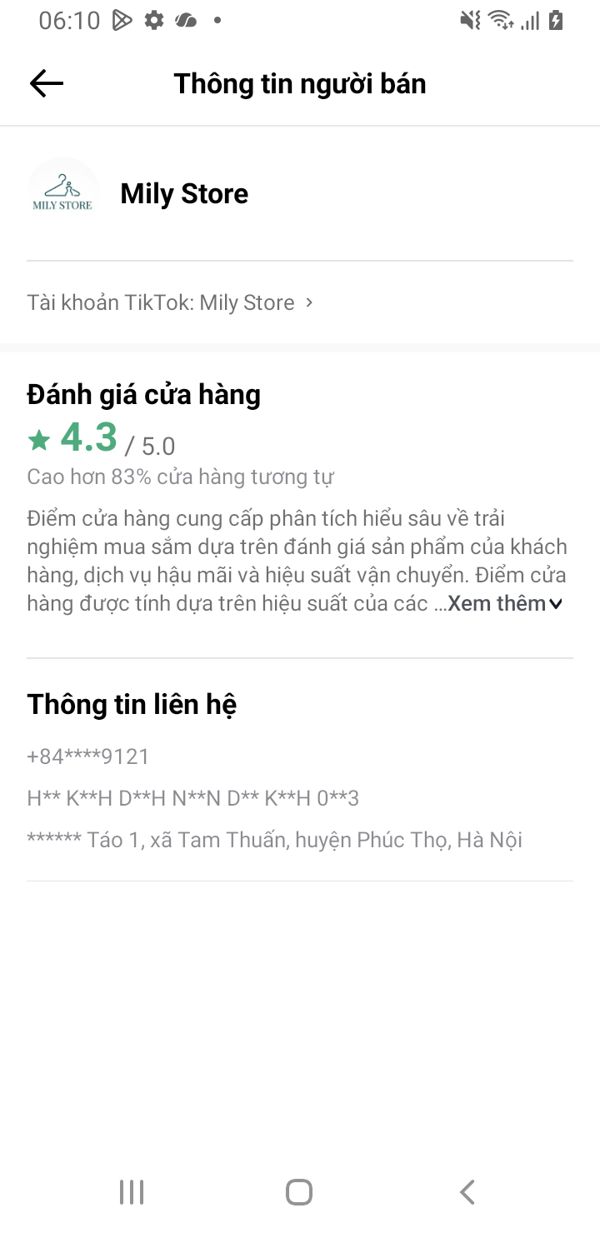 06:10
Thông tin người bán
MILY STORE
Mily Store
Tài khoản TikTok: Mily Store
Đánh giá cửa hàng
4.3 / 5.0
Cao hơn 83% cửa hàng tương tự
Điểm cửa hàng cung cấp phân tích hiểu sâu về trải
nghiệm mua sắm dựa trên đánh giá sản phẩm của khách
hàng, dịch vụ hậu mãi và hiệu suất vận chuyển. Điểm cửa
hàng được tính dựa trên hiệu suất của các ...Xem thêm
Thông tin liên hệ
+84****9121
H** K**H D**H N**N D** K**H 0**3
****** Táo 1, xã Tam Thuấn, huyện Phúc Thọ, Hà Nội